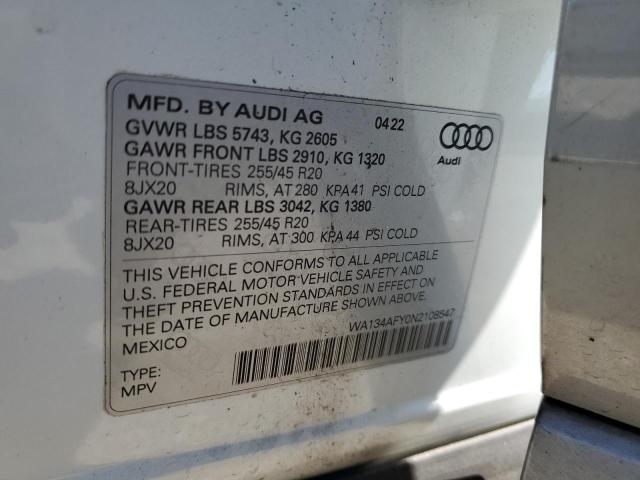 MFD. BY AUDI AG 0422
GVWR LBS 5743, KG 2605
GAWR FRONT LBS 2910, KG 1320
FRONT-TIRES 255/45 R20
8JX20 RIMS, AT 280 KPA 41 PSI COLD
GAWR REAR LBS 3042, KG 1380
REAR-TIRES 255/45 R20
8JX20 RIMS, AT 300 KPA 44 PSI COLD
Audi
THIS VEHICLE CONFORMS TO ALL APPLICABLE
U.S. FEDERAL MOTOR VEHICLE SAFETY AND
THEFT PREVENTION STANDARDS IN EFFECT ON
THE DATE OF MANUFACTURE SHOWN ABOVE.
MEXICO
WA134AFY0N2108547
TYPE:
MPV